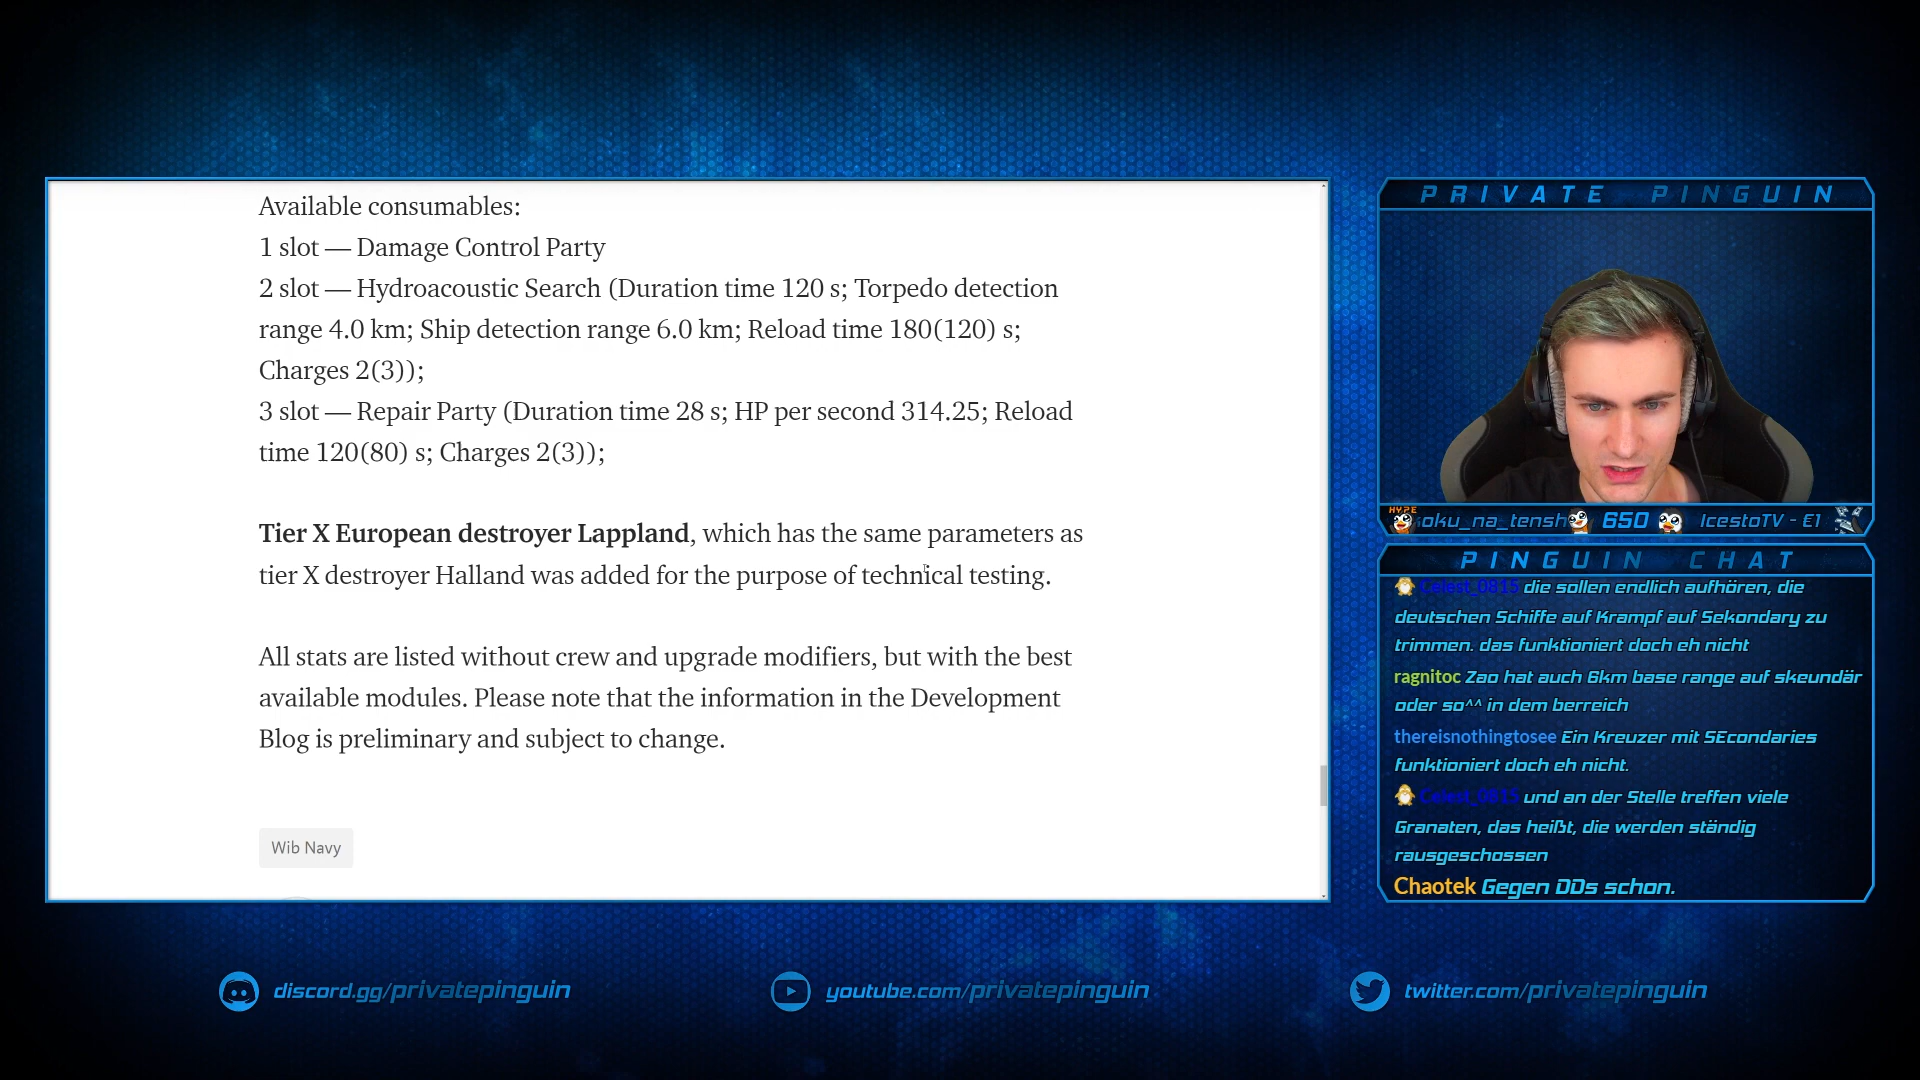 Available consumables:
1 slot — Damage Control Party
2 slot — Hydroacoustic Search (Duration time 120 s; Torpedo detection
range 4.0 km; Ship detection range 6.0 km; Reload time 180(120) s;
Charges 2(3));
3 slot — Repair Party (Duration time 28 s; HP per second 314.25; Reload
time 120(80) s; Charges 2(3));
Tier X European destroyer Lappland, which has the same parameters as
tier X destroyer Halland was added for the purpose of technical testing.
All stats are listed without crew and upgrade modifiers, but with the best
available modules. Please note that the information in the Development
Blog is preliminary and subject to change.
Wib Navy
PRIVATE PINGUIN
HYPE
oku_na_tensh 650 IcestoTV - E1
PINGUIN CHAT
Celest_0815 die sollen endlich aufhören, die
deutschen Schiffe auf Krampf auf Sekondary zu
trimmen. das funktioniert doch eh nicht
ragnitoc Zao hat auch 6km base range auf skeundär
oder so^^ in dem berreich
thereisnothingtosee Ein Kreuzer mit SEcondaries
funktioniert doch eh nicht.
Celest_0815 und an der Stelle treffen viele
Granaten, das heißt, die werden ständig
rausgeschossen
Chaotek Gegen DDs schon.
discord.gg/privatepinguin
youtube.com/privatepinguin
twitter.com/privatepinguin